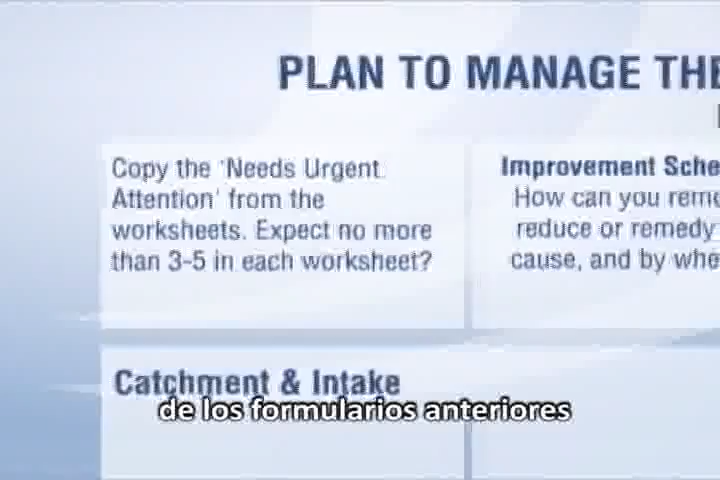 PLAN TO MANAGE THE
Copy the 'Needs Urgent
Attention' from the
worksheets. Expect no more
than 3-5 in each worksheet?
Improvement Sche
How can you remo
reduce or remedy
cause, and by whe
Catchment & Intake
de los formularios anteriores